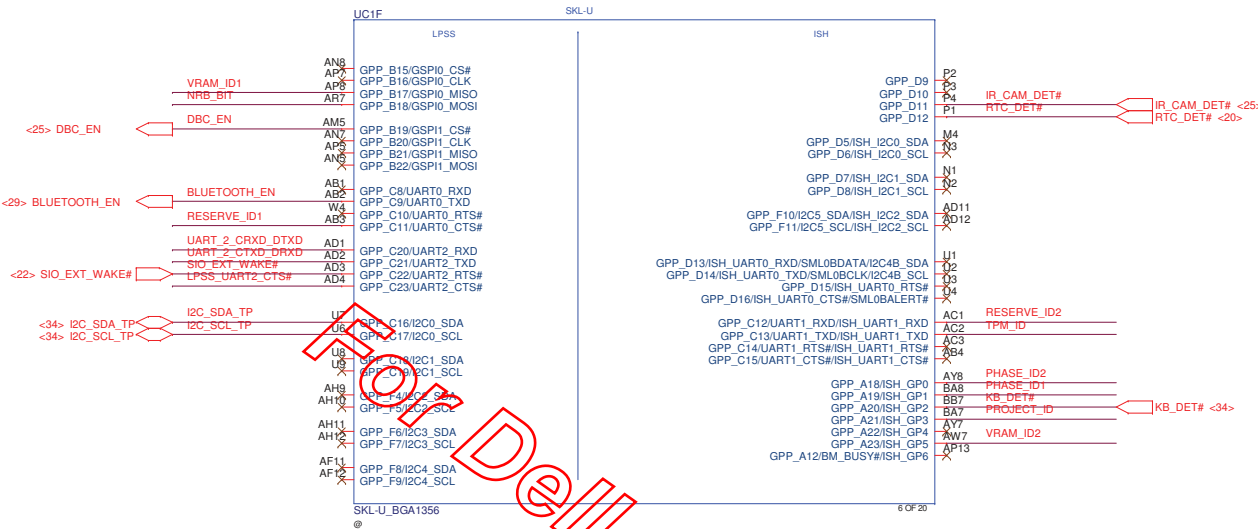 UC1F
SKL-U
LPSS
ISH
AN8
GPP_B15/GSPI0_CS#
AP7
GPP_B16/GSPI0_CLK
VRAM_ID1
AP8
GPP_B17/GSPI0_MISO
NRB_BIT
AR7
GPP_B18/GSPI0_MOSI
<25> DBC_EN
DBC_EN
AM5
GPP_B19/GSPI1_CS#
AN7
GPP_B20/GSPI1_CLK
AP5
GPP_B21/GSPI1_MISO
AN5
GPP_B22/GSPI1_MOSI
AB1
GPP_C8/UART0_RXD
<29> BLUETOOTH_EN
BLUETOOTH_EN
AB2
GPP_C9/UART0_TXD
W4
GPP_C10/UART0_RTS#
RESERVE_ID1
AB3
GPP_C11/UART0_CTS#
UART_2_CRXD_DTXD
AD1
GPP_C20/UART2_RXD
UART_2_CTXD_DRXD
AD2
GPP_C21/UART2_TXD
<22> SIO_EXT_WAKE#
SIO_EXT_WAKE#
AD3
GPP_C22/UART2_RTS#
LPSS_UART2_CTS#
AD4
GPP_C23/UART2_CTS#
<34> I2C_SDA_TP
I2C_SDA_TP
U7
GPP_C16/I2C0_SDA
<34> I2C_SCL_TP
I2C_SCL_TP
U6
GPP_C17/I2C0_SCL
U8
GPP_C18/I2C1_SDA
U9
GPP_C19/I2C1_SCL
AH9
GPP_F4/I2C2_SDA
AH10
GPP_F5/I2C2_SCL
AH11
GPP_F6/I2C3_SDA
AH12
GPP_F7/I2C3_SCL
AF11
GPP_F8/I2C4_SDA
AF12
GPP_F9/I2C4_SCL
GPP_D9
P2
GPP_D10
P3
GPP_D11
P4
IR_CAM_DET#
IR_CAM_DET# <25>
GPP_D12
P1
RTC_DET#
RTC_DET# <20>
GPP_D5/ISH_I2C0_SDA
M4
GPP_D6/ISH_I2C0_SCL
N3
GPP_D7/ISH_I2C1_SDA
N1
GPP_D8/ISH_I2C1_SCL
N2
GPP_F10/I2C5_SDA/ISH_I2C2_SDA
AD11
GPP_F11/I2C5_SCL/ISH_I2C2_SCL
AD12
GPP_D13/ISH_UART0_RXD/SML0BDATA/I2C4B_SDA
U1
GPP_D14/ISH_UART0_TXD/SML0BCLK/I2C4B_SCL
U2
GPP_D15/ISH_UART0_RTS#
U3
GPP_D16/ISH_UART0_CTS#/SML0BALERT#
U4
GPP_C12/UART1_RXD/ISH_UART1_RXD
AC1
RESERVE_ID2
GPP_C13/UART1_TXD/ISH_UART1_TXD
AC2
TPM_ID
GPP_C14/UART1_RTS#/ISH_UART1_RTS#
AC3
GPP_C15/UART1_CTS#/ISH_UART1_CTS#
AB4
GPP_A18/ISH_GP0
AY8
PHASE_ID2
GPP_A19/ISH_GP1
BA8
PHASE_ID1
GPP_A20/ISH_GP2
BB7
KB_DET#
KB_DET# <34>
GPP_A21/ISH_GP3
BA7
PROJECT_ID
GPP_A22/ISH_GP4
AY7
GPP_A23/ISH_GP5
AW7
VRAM_ID2
GPP_A12/BM_BUSY#/ISH_GP6
AP13
For Dell
SKL-U_BGA1356
6 OF 20
@